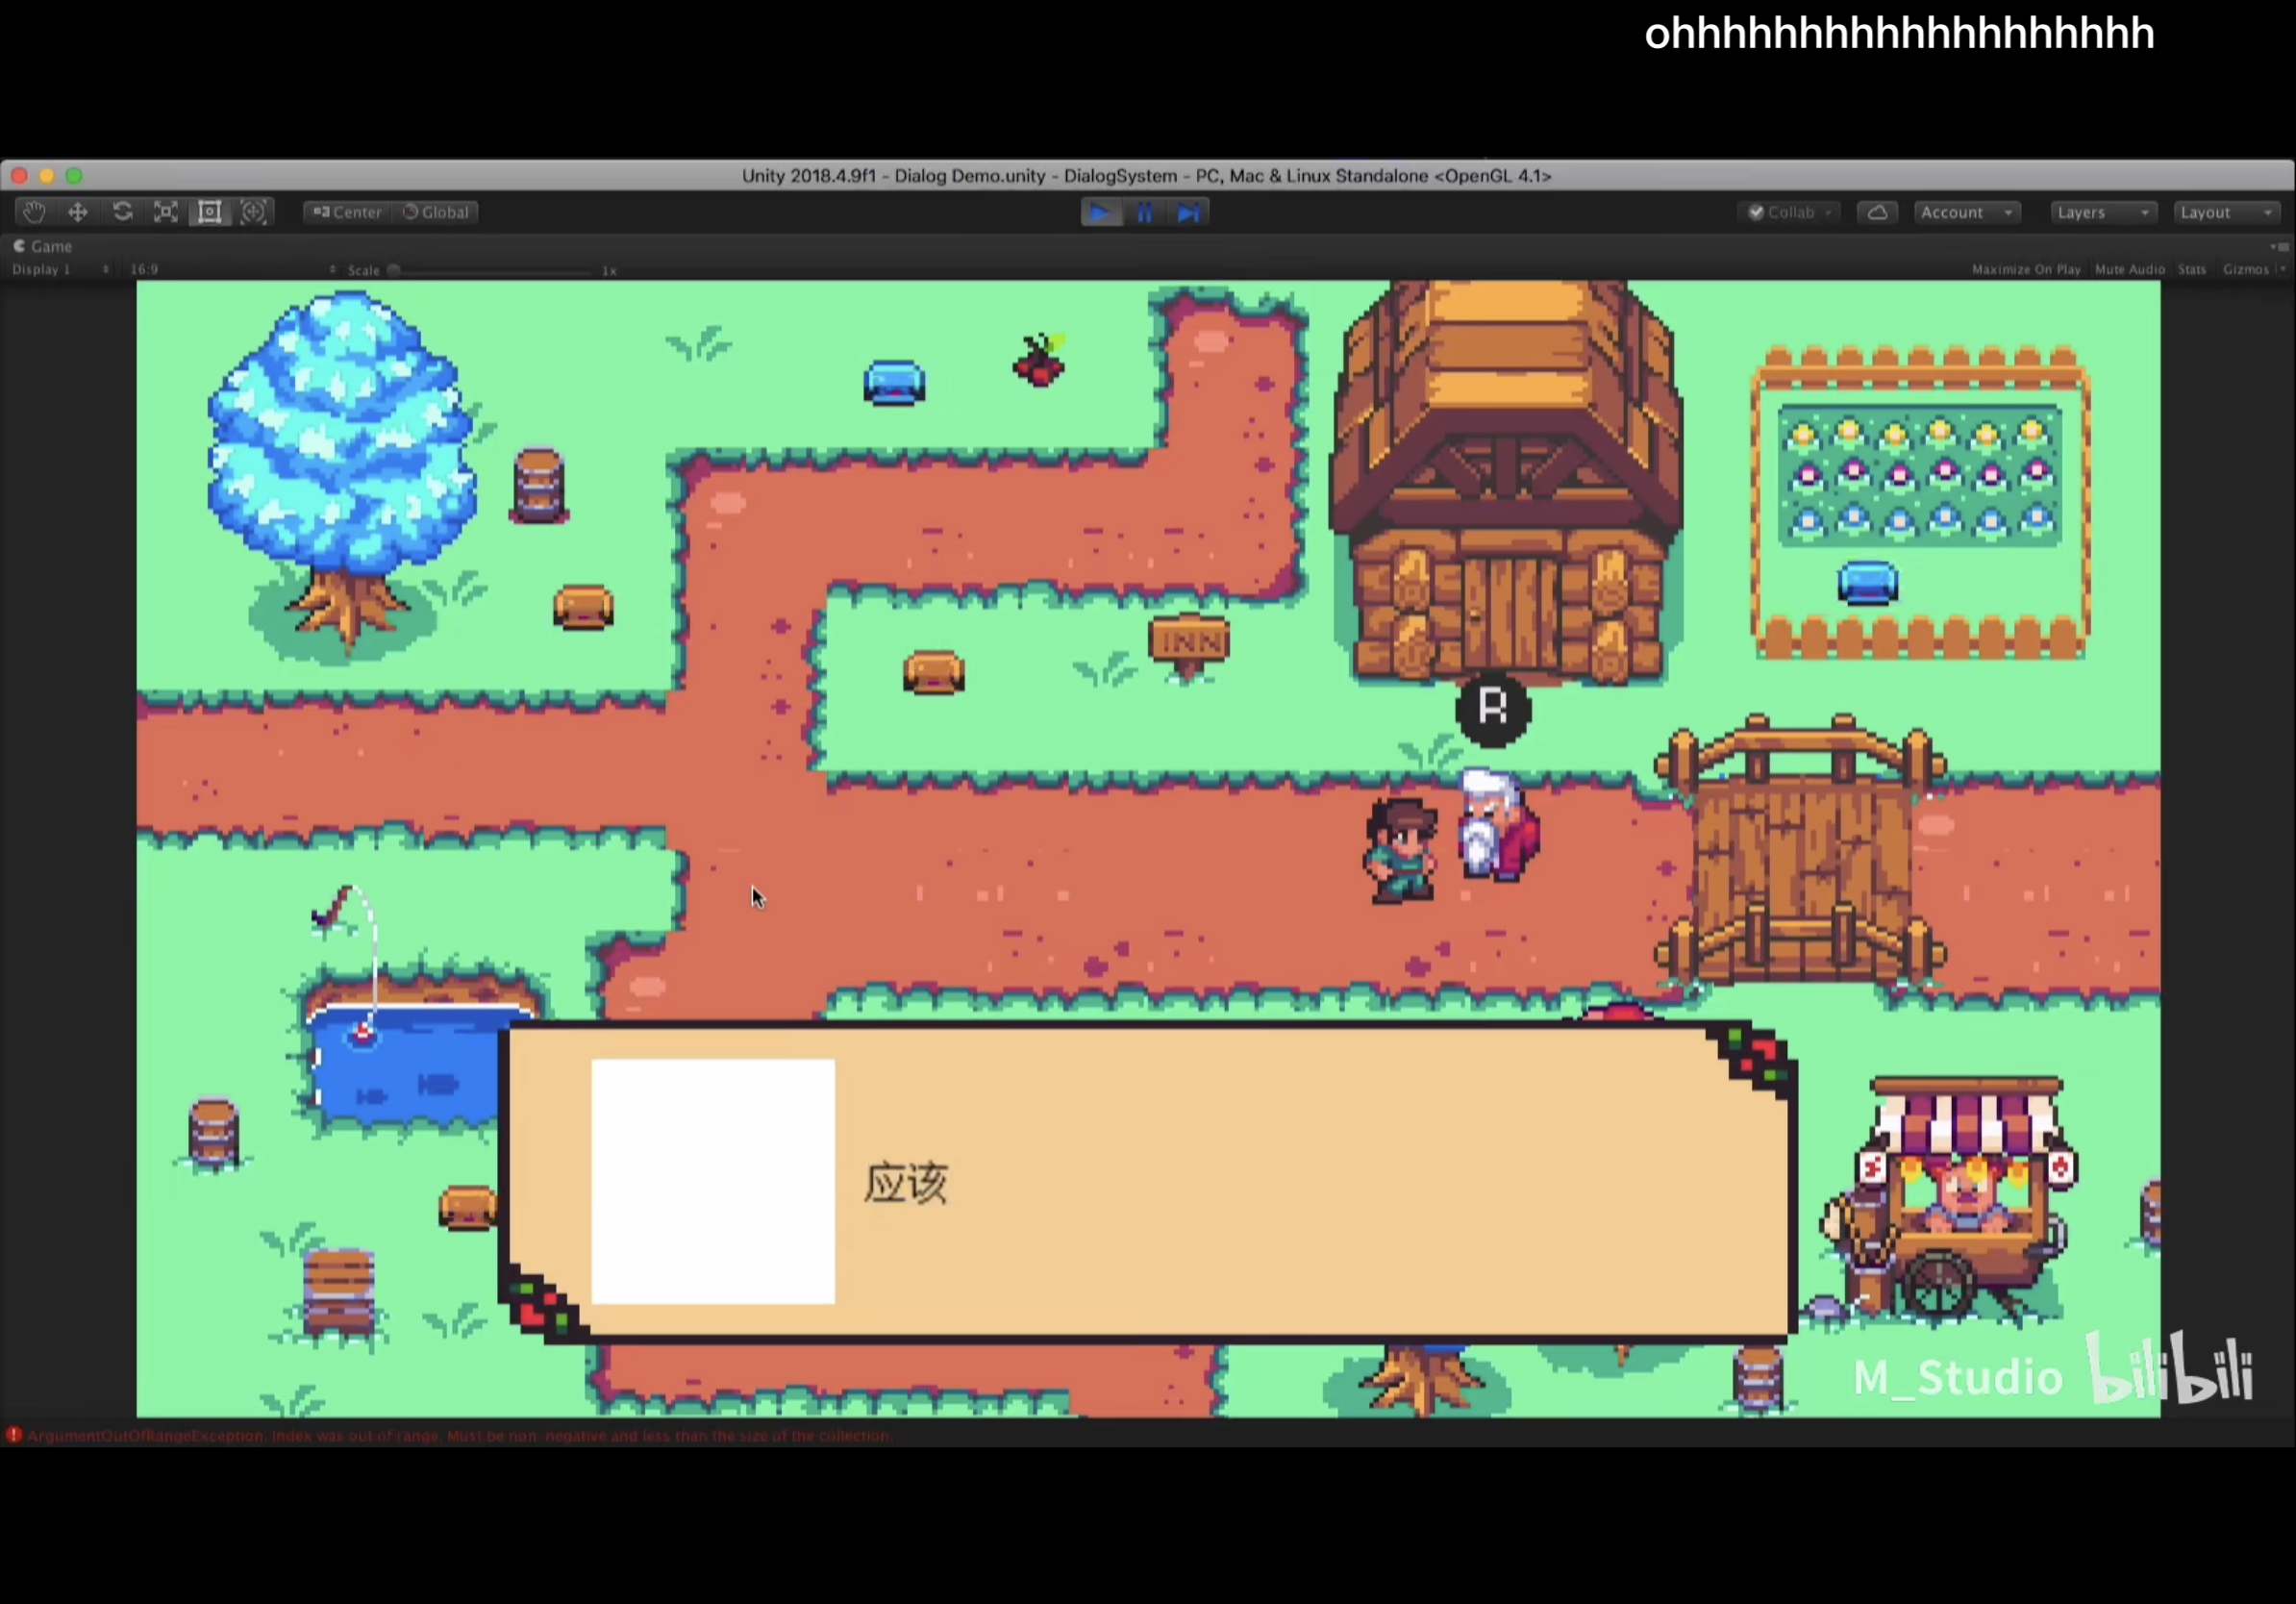 ohhhhhhhhhhhhhhhhhhhh
Unity 2018.4.9f1 - Dialog Demo.unity - DialogSystem - PC, Mac & Linux Standalone <OpenGL 4.1>
Center Global Collab Account Layers Layout
Game
Display 1 16:9 Scale 1x Maximize On Play Mute Audio Stats Gizmos
INN
R
应该
M_Studio bilibili
ArgumentOutOfRangeException: Index was out of range. Must be non-negative and less than the size of the collection.